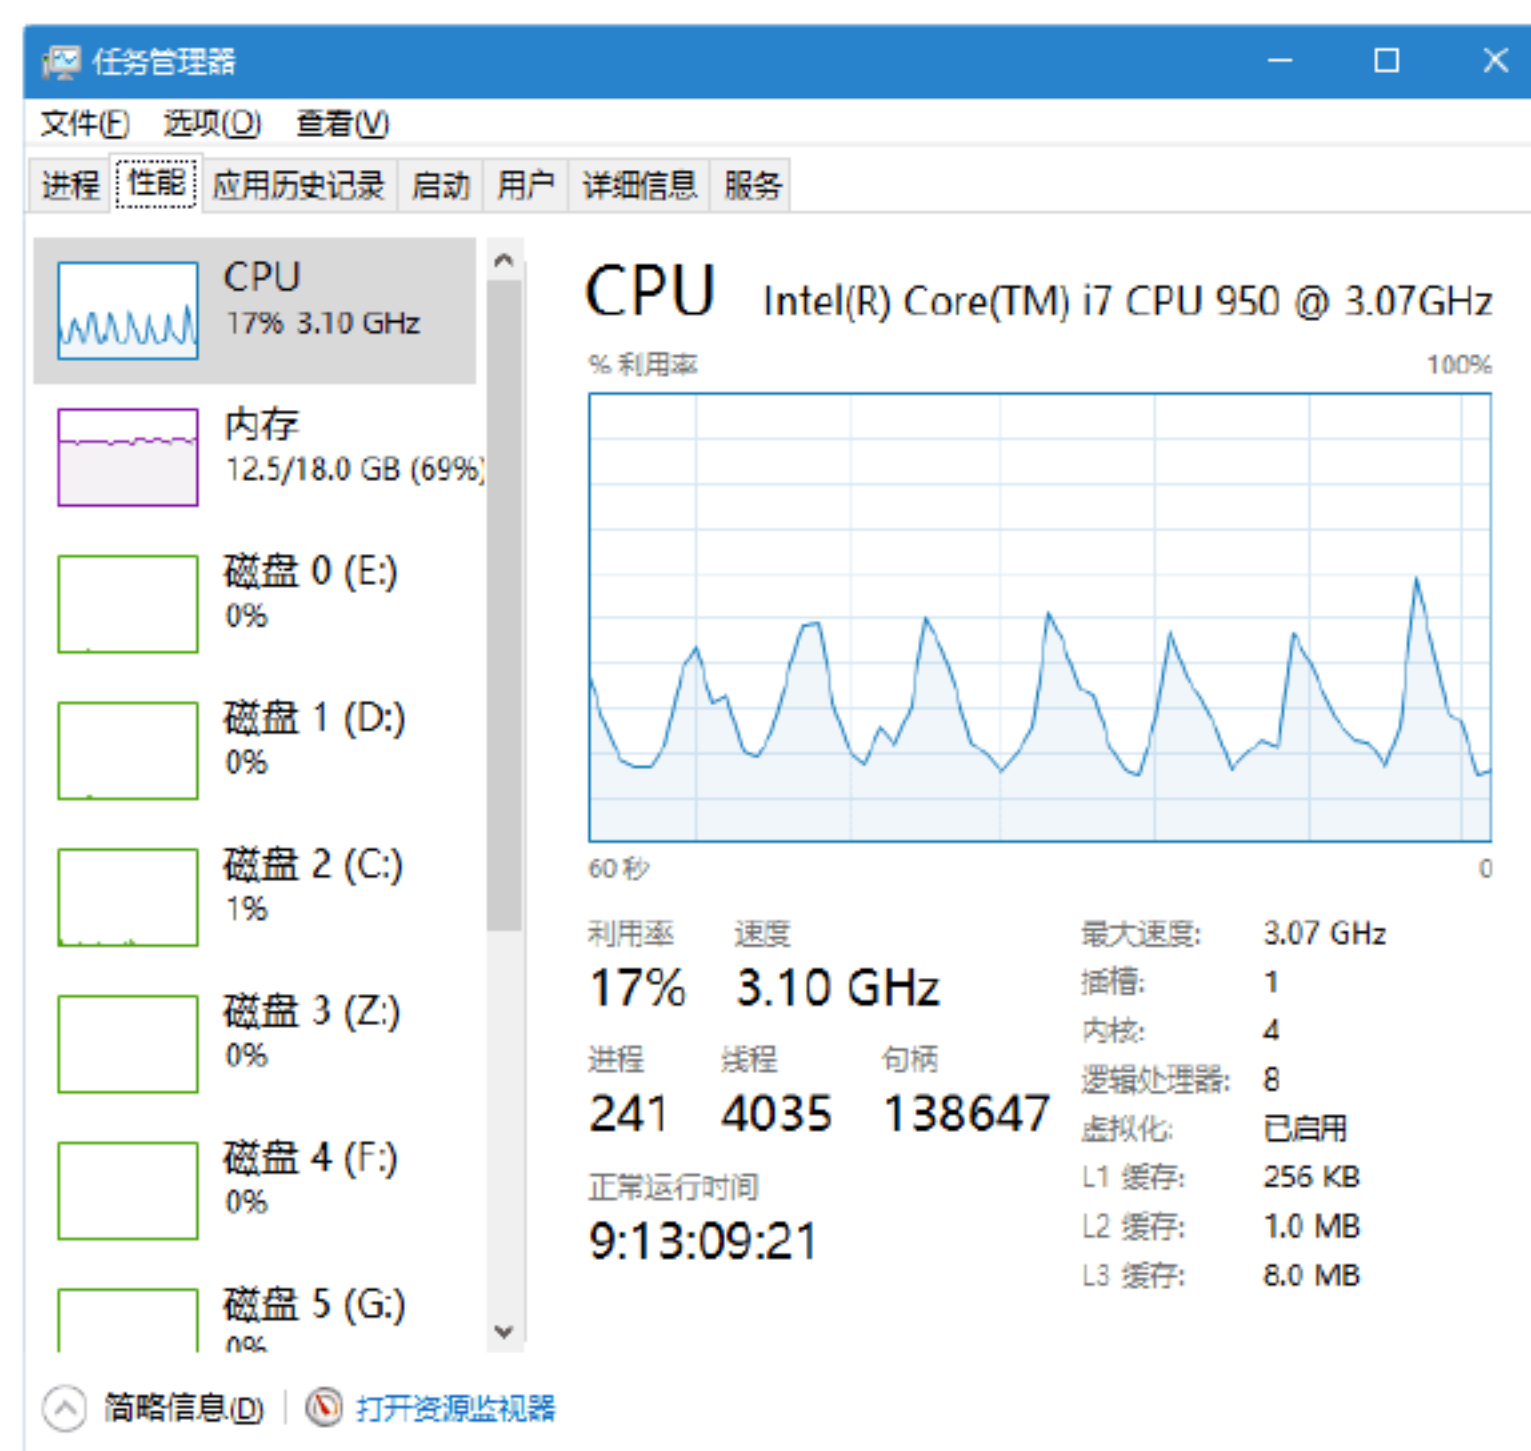 任务管理器
文件(F) 选项(O) 查看(V)
进程 性能 应用历史记录 启动 用户 详细信息 服务
CPU
17% 3.10 GHz
内存
12.5/18.0 GB (69%)
磁盘 0 (E:)
0%
磁盘 1 (D:)
0%
磁盘 2 (C:)
1%
磁盘 3 (Z:)
0%
磁盘 4 (F:)
0%
磁盘 5 (G:)
0%
CPU Intel(R) Core(TM) i7 CPU 950 @ 3.07GHz
% 利用率 100%
60 秒 0
利用率 速度
17% 3.10 GHz
进程 线程 句柄
241 4035 138647
正常运行时间
9:13:09:21
最大速度: 3.07 GHz
插槽: 1
内核: 4
逻辑处理器: 8
虚拟化: 已启用
L1 缓存: 256 KB
L2 缓存: 1.0 MB
L3 缓存: 8.0 MB
简略信息(D) 打开资源监视器